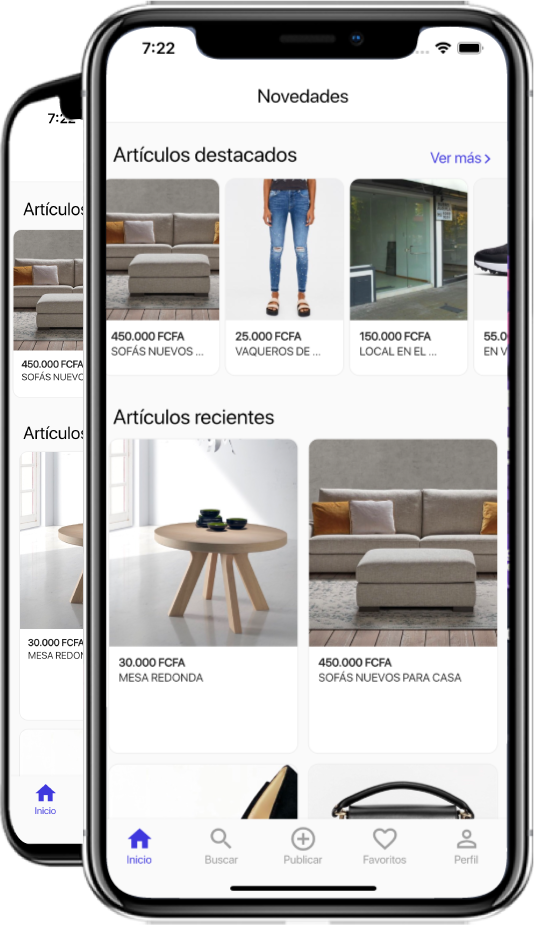 7:22
Artículos
450.000 FCFA
SOFÁS NUEVOS
Artículos
30.000 FCFA
MESA REDON
Inicio
7:22
Novedades
Artículos destacados
Ver más >
450.000 FCFA
SOFÁS NUEVOS ...
25.000 FCFA
VAQUEROS DE ...
150.000 FCFA
LOCAL EN EL ...
55.0
EN V
Artículos recientes
30.000 FCFA
MESA REDONDA
450.000 FCFA
SOFÁS NUEVOS PARA CASA
Inicio
Buscar
Publicar
Favoritos
Perfil